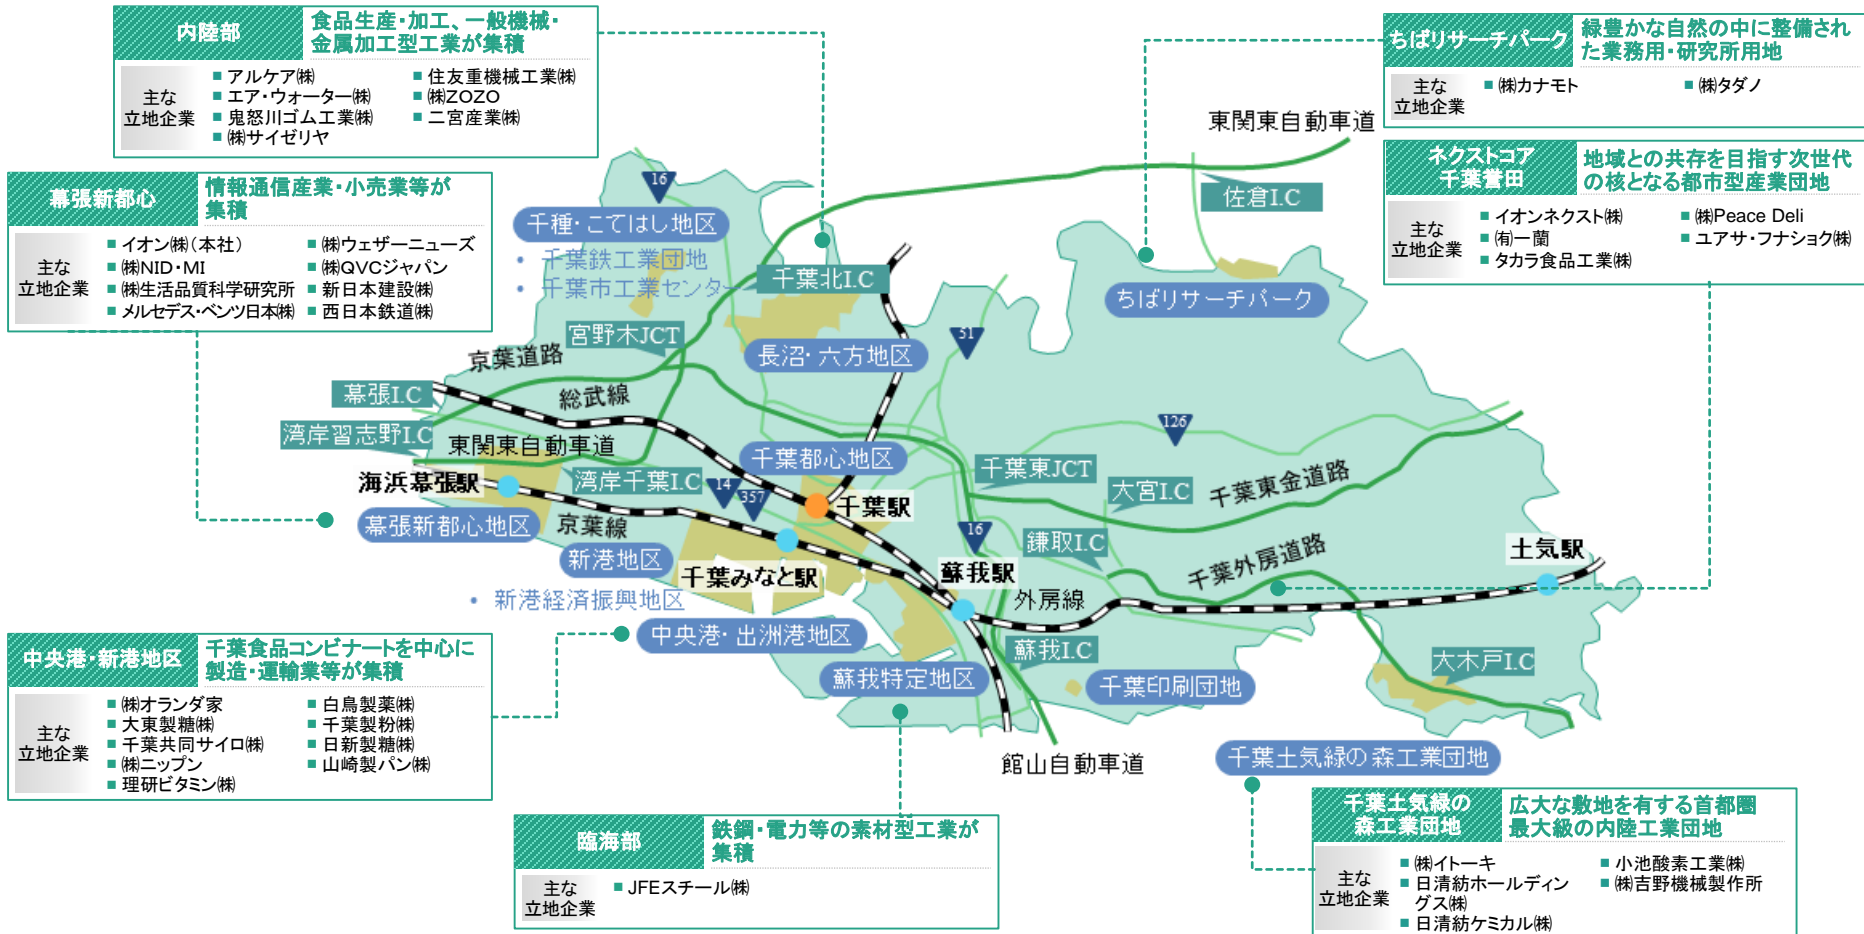 内陸部
食品生産・加工、一般機械・
金属加工型工業が集積
主な
立地企業
■ アルケア㈱
■ エア・ウォーター㈱
■ 鬼怒川ゴム工業㈱
■ ㈱サイゼリヤ
■ 住友重機械工業㈱
■ ㈱ZOZO
■ 二宮産業㈱
ちばリサーチパーク
緑豊かな自然の中に整備され
た業務用・研究所用地
主な
立地企業
■ ㈱カナモト
■ ㈱タダノ
ネクストコア
千葉誉田
地域との共存を目指す次世代
の核となる都市型産業団地
主な
立地企業
■ イオンネクスト㈱
■ ㈲一蘭
■ タカラ食品工業㈱
■ ㈱Peace Deli
■ ユアサ・フナショク㈱
幕張新都心
情報通信産業・小売業等が
集積
主な
立地企業
■ イオン㈱（本社）
■ ㈱NID・MI
■ ㈱生活品質科学研究所
■ メルセデス・ベンツ日本㈱
■ ㈱ウェザーニューズ
■ ㈱QVCジャパン
■ 新日本建設㈱
■ 西日本鉄道㈱
東関東自動車道
16
佐倉I.C
千種・こてはし地区
• 千葉鉄工業団地
• 千葉市工業センター
千葉北I.C
ちばリサーチパーク
宮野木JCT
51
京葉道路
長沼・六方地区
幕張I.C
総武線
126
湾岸習志野I.C
東関東自動車道
千葉都心地区
千葉東JCT
海浜幕張駅
湾岸千葉I.C
14
357
千葉駅
大宮I.C
千葉東金道路
幕張新都心地区
京葉線
16
鎌取I.C
新港地区
千葉みなと駅
蘇我駅
千葉外房道路
土気駅
• 新港経済振興地区
外房線
中央港・出洲港地区
蘇我I.C
大木戸I.C
蘇我特定地区
千葉印刷団地
館山自動車道
千葉土気緑の森工業団地
中央港・新港地区
千葉食品コンビナートを中心に
製造・運輸業等が集積
主な
立地企業
■ ㈱オランダ家
■ 大東製糖㈱
■ 千葉共同サイロ㈱
■ ㈱ニップン
■ 理研ビタミン㈱
■ 白鳥製薬㈱
■ 千葉製粉㈱
■ 日新製糖㈱
■ 山崎製パン㈱
臨海部
鉄鋼・電力等の素材型工業が
集積
主な
立地企業
■ JFEスチール㈱
千葉土気緑の
森工業団地
広大な敷地を有する首都圏
最大級の内陸工業団地
主な
立地企業
■ ㈱イトーキ
■ 日清紡ホールディン
グス㈱
■ 日清紡ケミカル㈱
■ 小池酸素工業㈱
■ ㈱吉野機械製作所